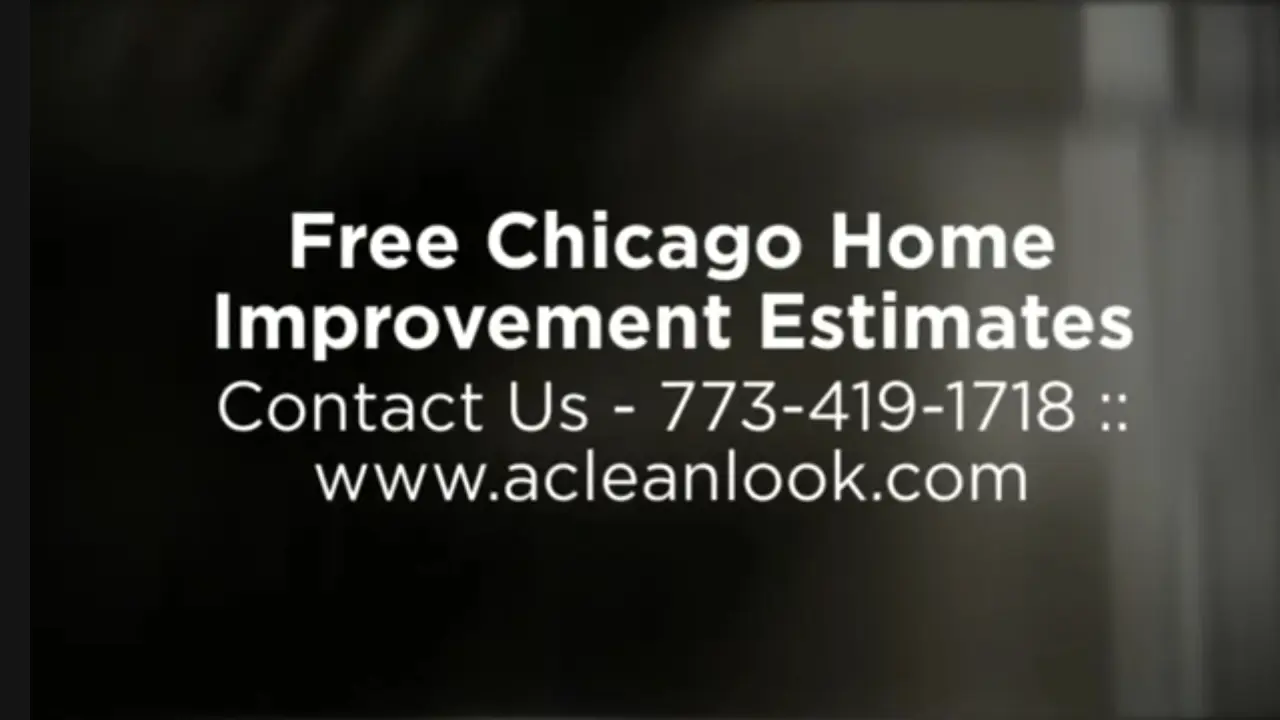 Free Chicago Home
Improvement Estimates
Contact Us - 773-419-1718 ::
www.acleanlook.com